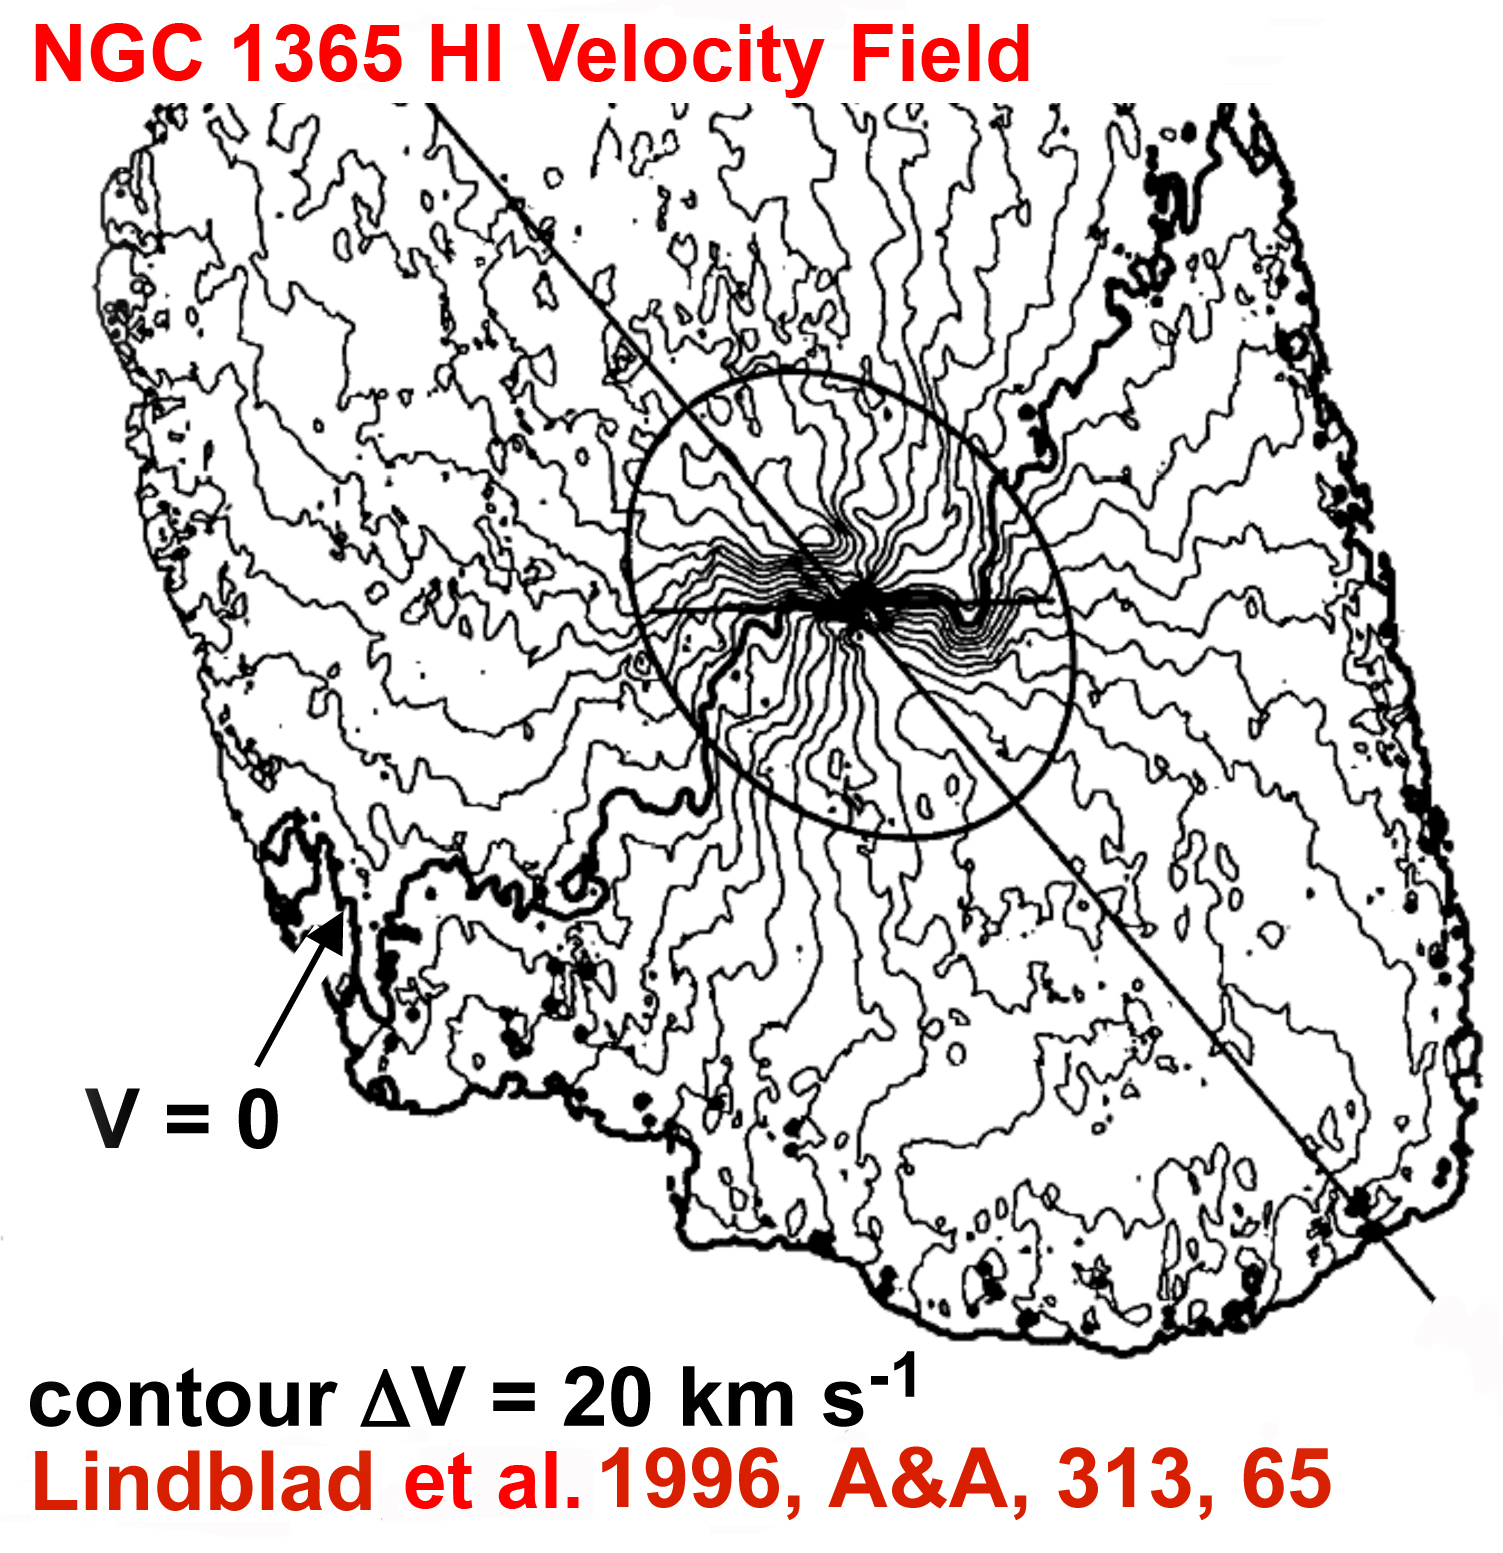 NGC 1365 HI Velocity Field
V = 0
contour ΔV = 20 km s⁻¹
Lindblad et al. 1996, A&A, 313, 65